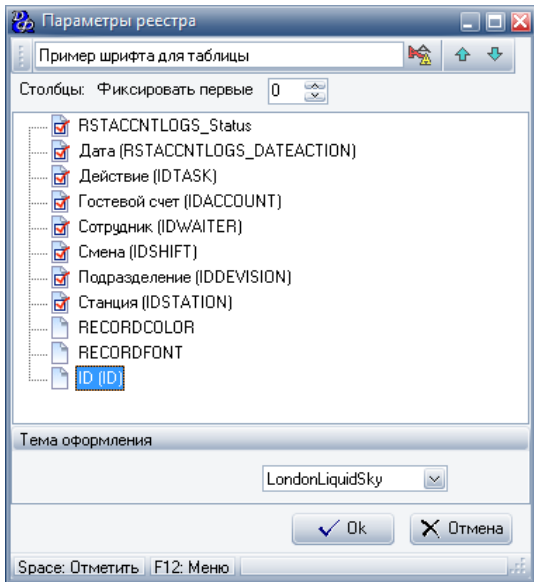 Параметры реестра
Пример шрифта для таблицы
Столбцы: Фиксировать первые 0
RSTACCNTLOGS_Status
Дата (RSTACCNTLOGS_DATEACTION)
Действие (IDTASK)
Гостевой счет (IDACCOUNT)
Сотрудник (IDWAITER)
Смена (IDSHIFT)
Подразделение (IDDEVISION)
Станция (IDSTATION)
RECORDCOLOR
RECORDFONT
ID (ID)
Тема оформления
LondonLiquidSky
Ok Отмена
Space: Отметить F12: Меню